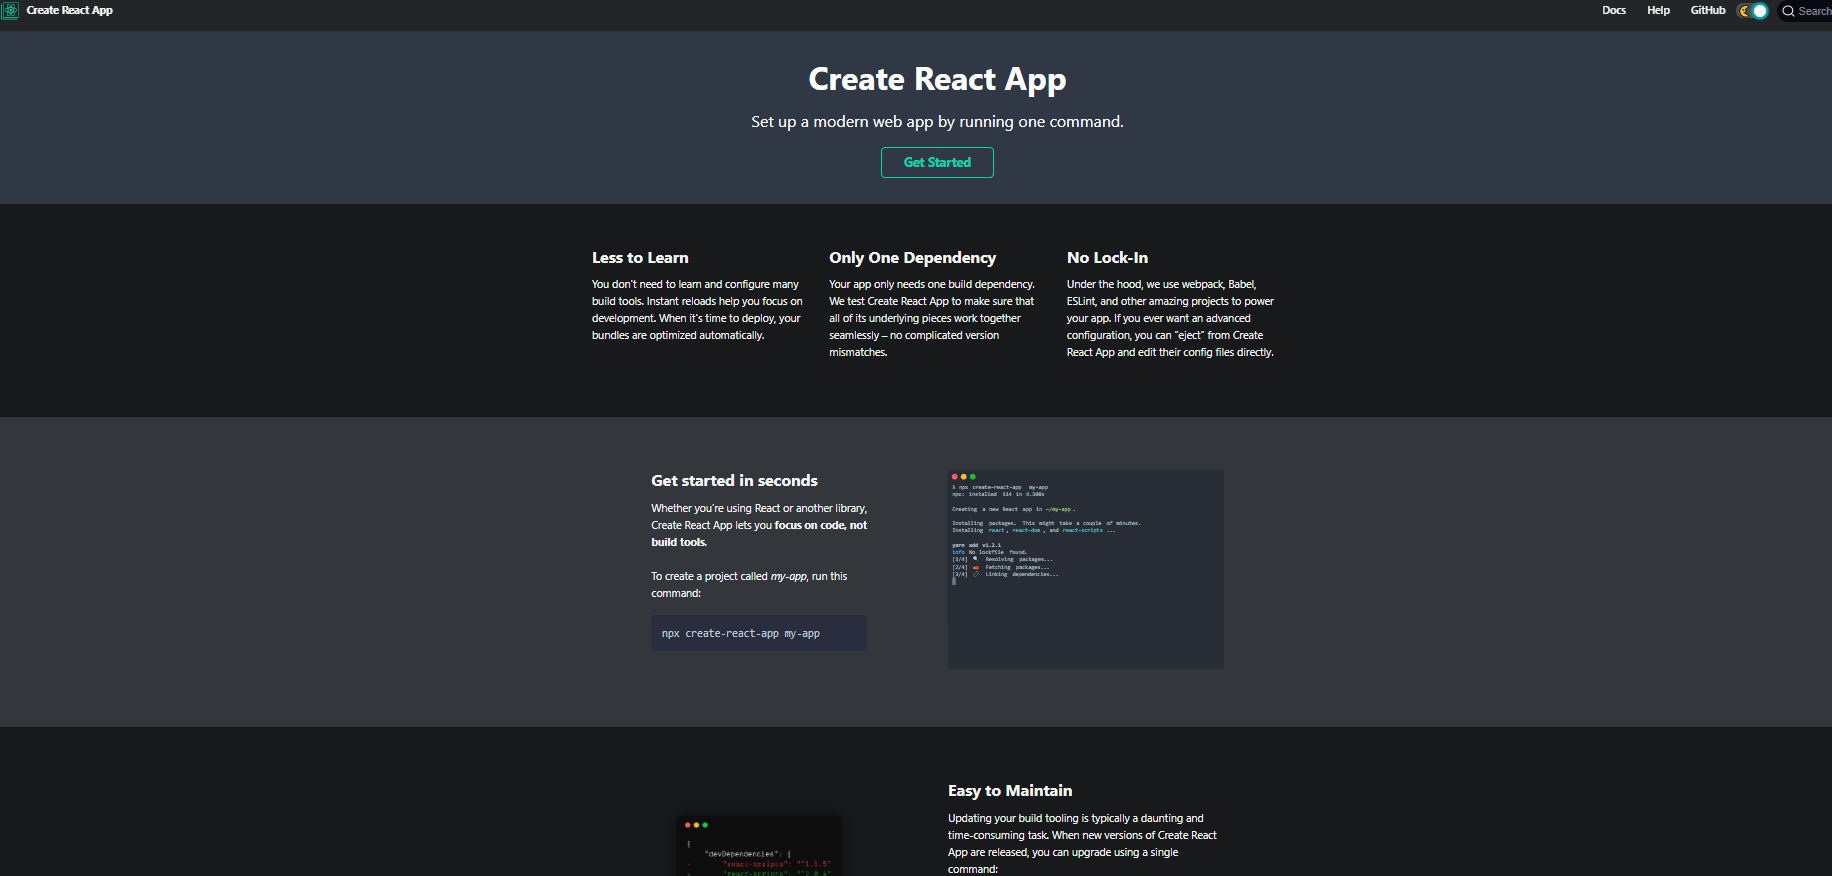 Create React App
Docs Help GitHub Search
Create React App
Set up a modern web app by running one command.
Get Started
Less to Learn
You don't need to learn and configure many
build tools. Instant reloads help you focus on
development. When it's time to deploy, your
bundles are optimized automatically.
Only One Dependency
Your app only needs one build dependency.
We test Create React App to make sure that
all of its underlying pieces work together
seamlessly – no complicated version
mismatches.
No Lock-In
Under the hood, we use webpack, Babel,
ESLint, and other amazing projects to power
your app. If you ever want an advanced
configuration, you can "eject" from Create
React App and edit their config files directly.
Get started in seconds
Whether you're using React or another library,
Create React App lets you focus on code, not
build tools.
To create a project called my-app, run this
command:
npx create-react-app my-app
λ npx create-react-app my-app
npx: installed 114 in 4.308s
Creating a new React app in ~/my-app.
Installing packages. This might take a couple of minutes.
Installing react, react-dom, and react-scripts ...
yarn add v1.2.1
info No lockfile found.
[1/4] 🔍 Resolving packages...
[2/4] 🚚 Fetching packages...
[3/4] 🔗 Linking dependencies...
Easy to Maintain
Updating your build tooling is typically a daunting and
time-consuming task. When new versions of Create React
App are released, you can upgrade using a single
command:
{
"devDependencies": {
- "react-scripts": "^1.1.5"
"react-scripts":